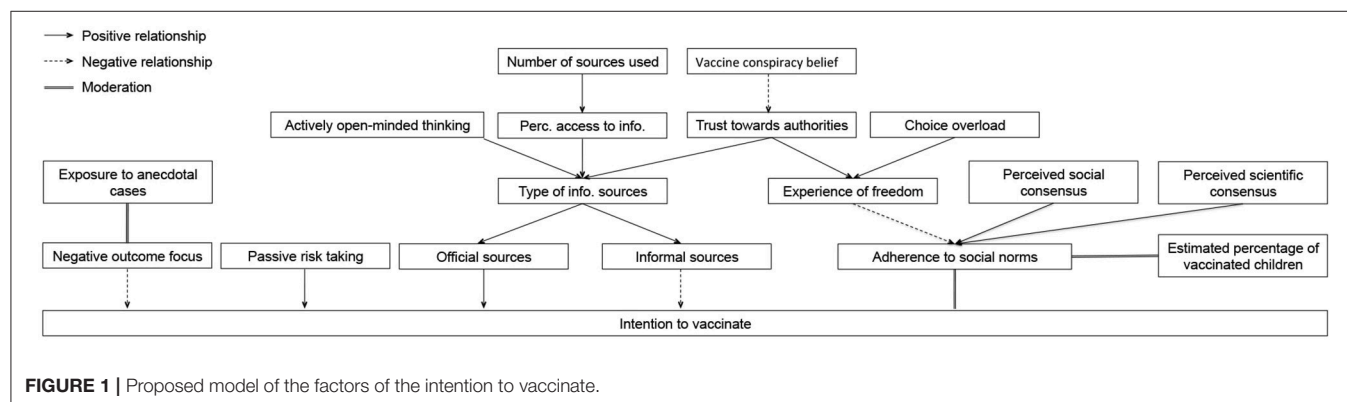 Positive relationship
Negative relationship
Moderation
Number of sources used
Vaccine conspiracy belief
Actively open-minded thinking
Perc. access to info.
Trust towards authorities
Choice overload
Exposure to anecdotal
cases
Type of info. sources
Experience of freedom
Perceived social
consensus
Perceived scientific
consensus
Negative outcome focus
Passive risk taking
Official sources
Informal sources
Adherence to social norms
Estimated percentage of
vaccinated children
Intention to vaccinate
FIGURE 1 | Proposed model of the factors of the intention to vaccinate.